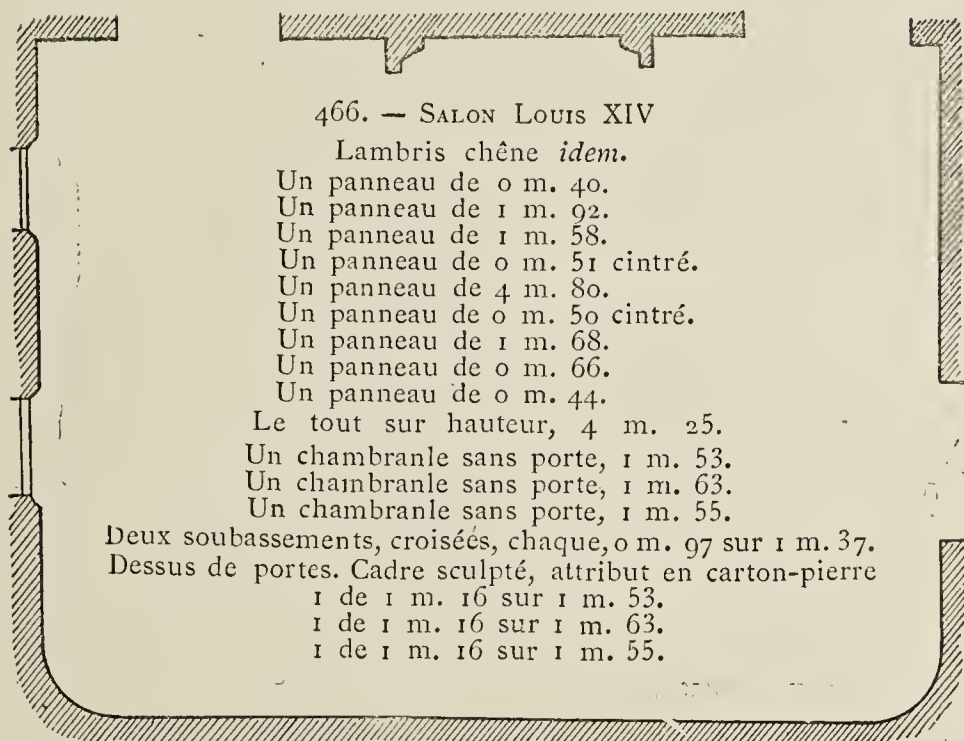 466. — Salon Louis XIV
Lambris chêne idem.
Un panneau de 0 m. 40.
Un panneau de 1 m. 92.
Un panneau de 1 m. 58.
Un panneau de 0 m. 51 cintré.
Un panneau de 4 m. 80.
Un panneau de 0 m. 50 cintré.
Un panneau de 1 m. 68.
Un panneau de 0 m. 66.
Un panneau de 0 m. 44.
Le tout sur hauteur, 4 m. 25.
Un chambranle sans porte, 1 m. 53.
Un chambranle sans porte, 1 m. 63.
Un chambranle sans porte, 1 m. 55.
Deux soubassements, croiséés, chaque, 0 m. 97 sur 1 m. 37.
Dessus de portes. Cadre sculpté, attribut en carton-pierre
1 de 1 m. 16 sur 1 m. 53.
1 de 1 m. 16 sur 1 m. 63.
1 de 1 m. 16 sur 1 m. 55.